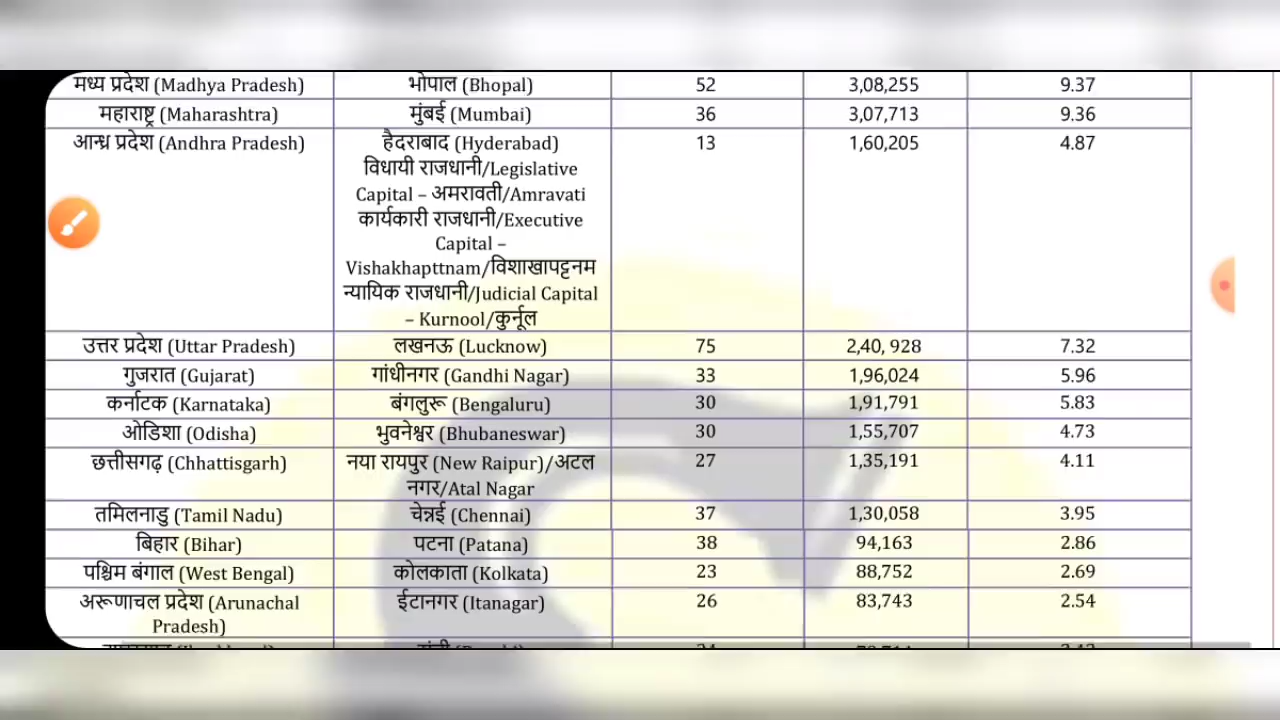 मध्य प्रदेश (Madhya Pradesh) भोपाल (Bhopal) 52 3,08,255 9.37
महाराष्ट्र (Maharashtra) मुंबई (Mumbai) 36 3,07,713 9.36
आन्ध्र प्रदेश (Andhra Pradesh) हैदराबाद (Hyderabad) 13 1,60,205 4.87
विधायी राजधानी/Legislative
Capital – अमरावती/Amravati
कार्यकारी राजधानी/Executive
Capital –
Vishakhapttnam/विशाखापट्टनम
न्यायिक राजधानी/Judicial Capital
– Kurnool/कुर्नूल
उत्तर प्रदेश (Uttar Pradesh) लखनऊ (Lucknow) 75 2,40, 928 7.32
गुजरात (Gujarat) गांधीनगर (Gandhi Nagar) 33 1,96,024 5.96
कर्नाटक (Karnataka) बंगलुरू (Bengaluru) 30 1,91,791 5.83
ओडिशा (Odisha) भुवनेश्वर (Bhubaneswar) 30 1,55,707 4.73
छत्तीसगढ़ (Chhattisgarh) नया रायपुर (New Raipur)/अटल 27 1,35,191 4.11
नगर/Atal Nagar
तमिलनाडु (Tamil Nadu) चेन्नई (Chennai) 37 1,30,058 3.95
बिहार (Bihar) पटना (Patana) 38 94,163 2.86
पश्चिम बंगाल (West Bengal) कोलकाता (Kolkata) 23 88,752 2.69
अरूणाचल प्रदेश (Arunachal ईटानगर (Itanagar) 26 83,743 2.54
Pradesh)